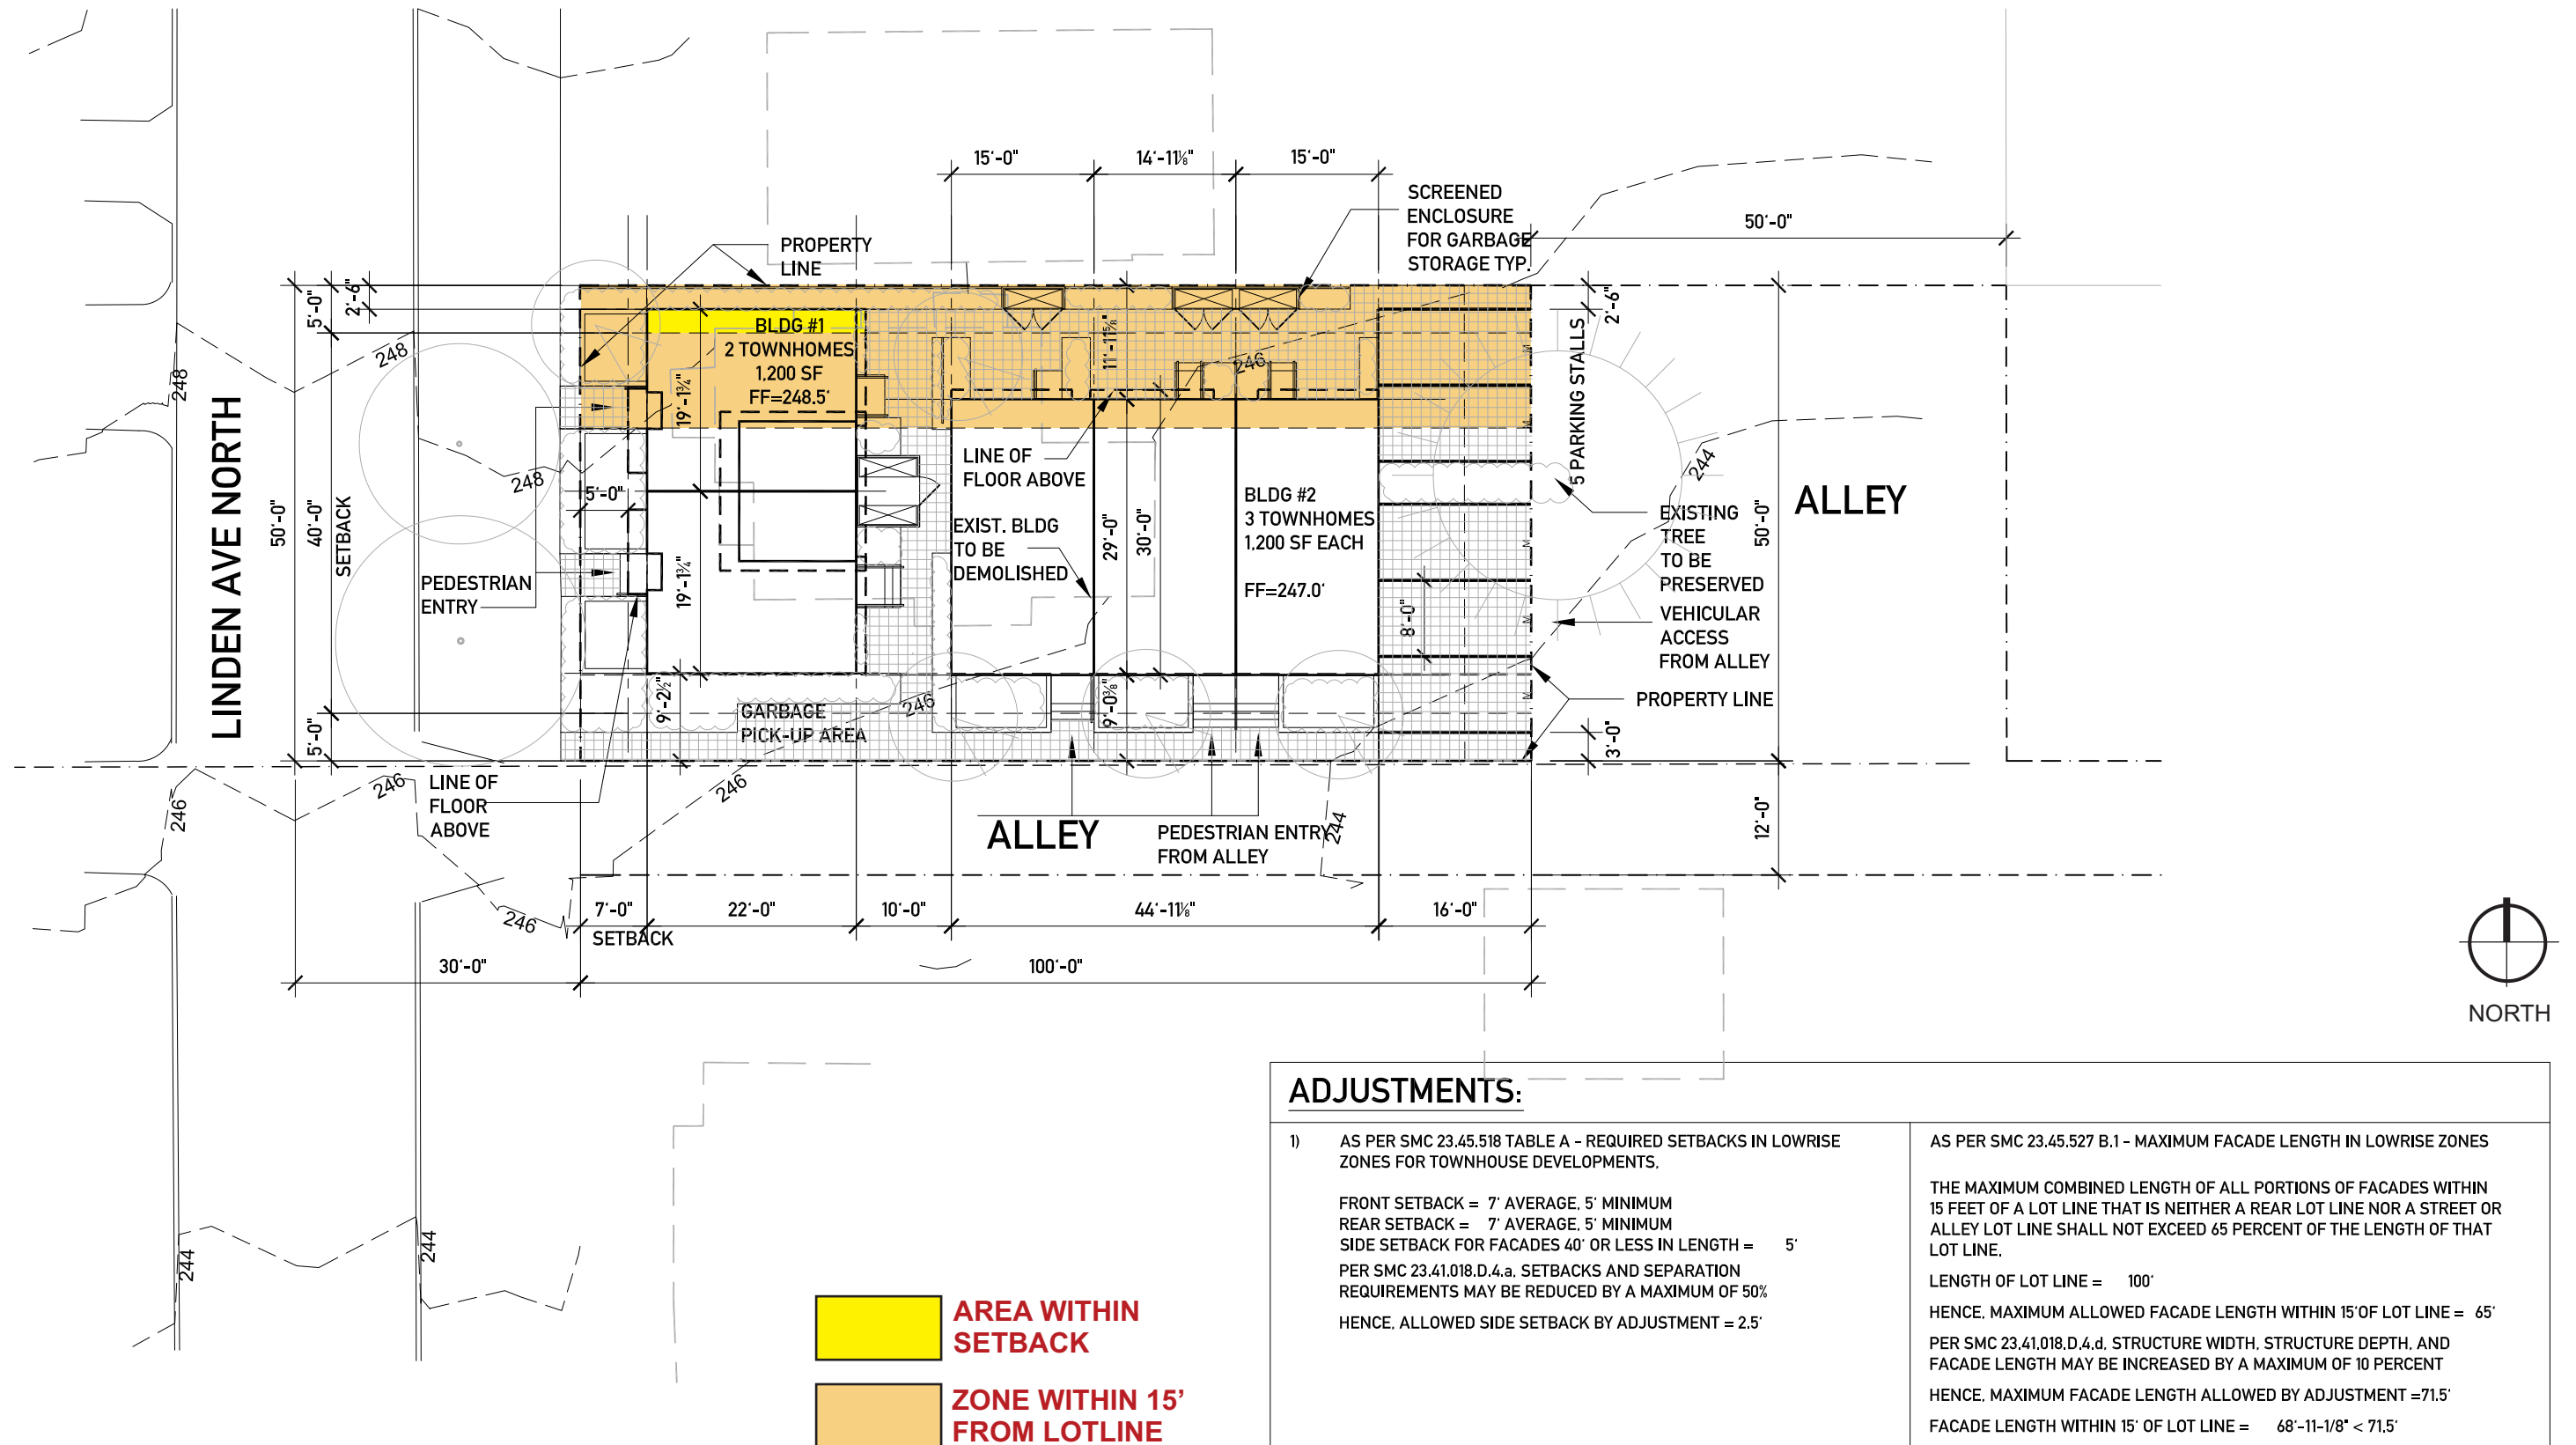 15'-0"
14'-11⅛"
15'-0"
SCREENED
ENCLOSURE
FOR GARBAGE
STORAGE TYP.
50'-0"
PROPERTY
LINE
5'-0"
2'-6"
2'-6"
BLDG #1
2 TOWNHOMES
1,200 SF
FF=248.5'
11'-11⅝"
246
5 PARKING STALLS
248
248
248
19'-1¾"
LINDEN AVE NORTH
50'-0"
40'-0"
SETBACK
5'-0"
LINE OF
FLOOR ABOVE
EXIST. BLDG
TO BE
DEMOLISHED
29'-0"
30'-0"
BLDG #2
3 TOWNHOMES
1,200 SF EACH
FF=247.0'
244
EXISTING
TREE
TO BE
PRESERVED
50'-0"
ALLEY
PEDESTRIAN
ENTRY
19'-1¾"
8'-0"
VEHICULAR
ACCESS
FROM ALLEY
PROPERTY LINE
5'-0"
9'-2½"
GARBAGE
PICK-UP AREA
246
9'-0⅜"
3'-0"
LINE OF
FLOOR
ABOVE
246
246
246
ALLEY
PEDESTRIAN ENTRY
FROM ALLEY
244
12'-0"
246
7'-0"
SETBACK
22'-0"
10'-0"
44'-11⅛"
16'-0"
30'-0"
100'-0"
NORTH
244
244
AREA WITHIN
SETBACK
ZONE WITHIN 15'
FROM LOTLINE
ADJUSTMENTS:
1) AS PER SMC 23.45.518 TABLE A - REQUIRED SETBACKS IN LOWRISE
ZONES FOR TOWNHOUSE DEVELOPMENTS,
FRONT SETBACK = 7' AVERAGE, 5' MINIMUM
REAR SETBACK = 7' AVERAGE, 5' MINIMUM
SIDE SETBACK FOR FACADES 40' OR LESS IN LENGTH = 5'
PER SMC 23.41.018.D.4.a, SETBACKS AND SEPARATION
REQUIREMENTS MAY BE REDUCED BY A MAXIMUM OF 50%
HENCE, ALLOWED SIDE SETBACK BY ADJUSTMENT = 2.5'
AS PER SMC 23.45.527 B.1 - MAXIMUM FACADE LENGTH IN LOWRISE ZONES
THE MAXIMUM COMBINED LENGTH OF ALL PORTIONS OF FACADES WITHIN
15 FEET OF A LOT LINE THAT IS NEITHER A REAR LOT LINE NOR A STREET OR
ALLEY LOT LINE SHALL NOT EXCEED 65 PERCENT OF THE LENGTH OF THAT
LOT LINE.
LENGTH OF LOT LINE = 100'
HENCE, MAXIMUM ALLOWED FACADE LENGTH WITHIN 15'OF LOT LINE = 65'
PER SMC 23.41.018.D.4.d, STRUCTURE WIDTH, STRUCTURE DEPTH, AND
FACADE LENGTH MAY BE INCREASED BY A MAXIMUM OF 10 PERCENT
HENCE, MAXIMUM FACADE LENGTH ALLOWED BY ADJUSTMENT =71.5'
FACADE LENGTH WITHIN 15' OF LOT LINE = 68'-11-1/8" < 71.5'